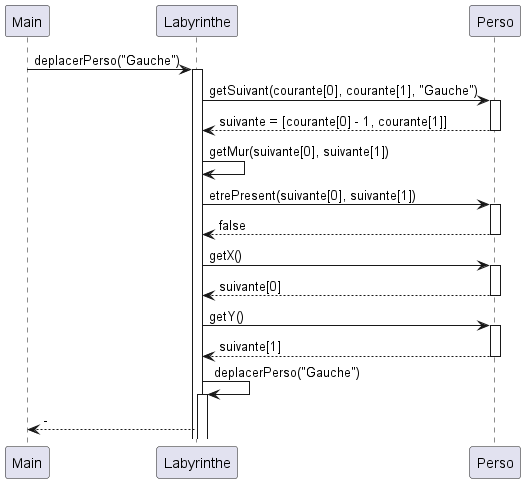 Main Labyrinthe Perso
deplacerPerso("Gauche")
getSuivant(courante[0], courante[1], "Gauche")
suivante = [courante[0] - 1, courante[1]]
getMur(suivante[0], suivante[1])
etrePresent(suivante[0], suivante[1])
false
getX()
suivante[0]
getY()
suivante[1]
deplacerPerso("Gauche")
-
Main Labyrinthe Perso